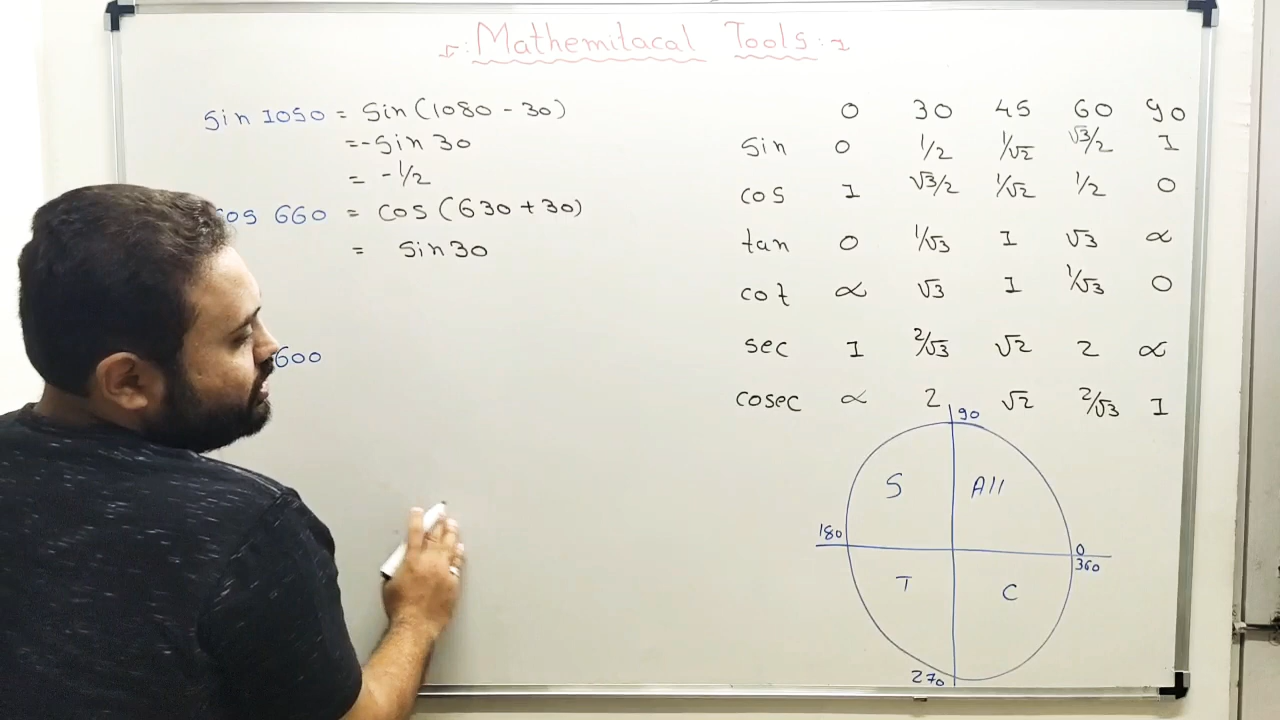 :Mathemitacal Tools:
sin 1050 = sin(1080 - 30)
=-sin 30
= -1/2
cos 660 = cos(630+30)
= sin30
600
0 30 45 60 90
sin 0 1/2 1/√2 √3/2 1
cos 1 √3/2 1/√2 1/2 0
tan 0 1/√3 1 √3 ∝
cot ∝ √3 1 1/√3 0
sec 1 2/√3 √2 2 ∝
cosec ∝ 2 √2 2/√3 1
90
S All
180 0
360
T C
270